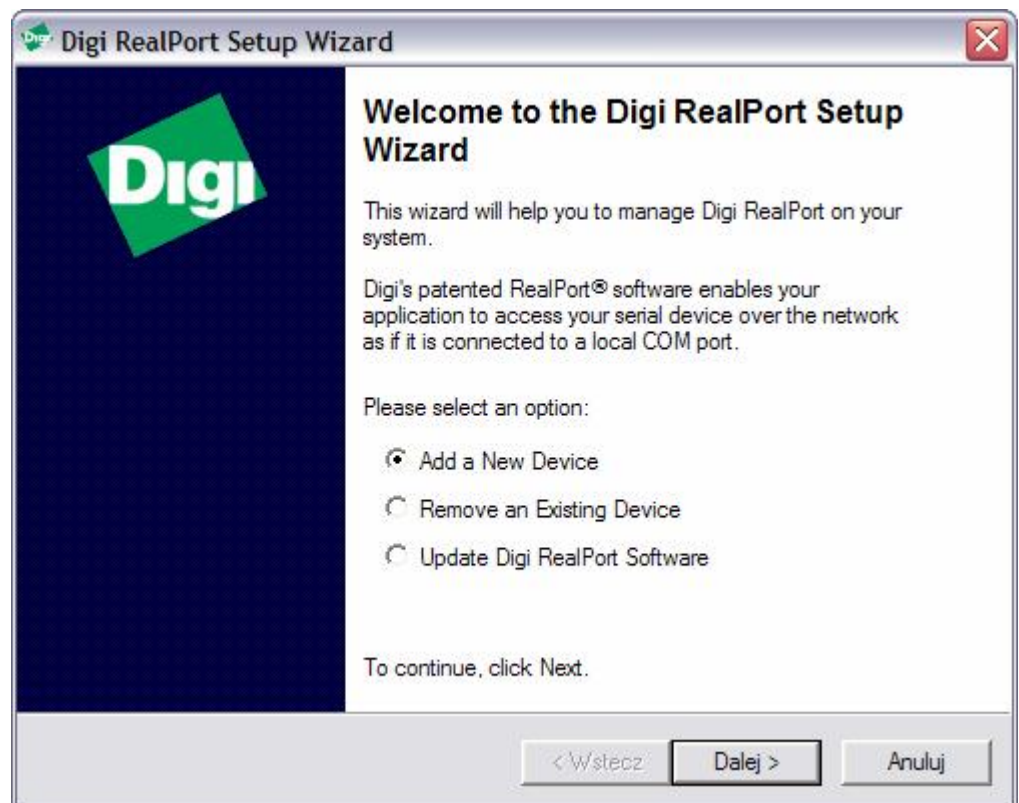 Digi RealPort Setup Wizard
Digi
Welcome to the Digi RealPort Setup
Wizard
This wizard will help you to manage Digi RealPort on your
system.
Digi's patented RealPort® software enables your
application to access your serial device over the network
as if it is connected to a local COM port.
Please select an option:
Add a New Device
Remove an Existing Device
Update Digi RealPort Software
To continue, click Next.
< Wstecz Dalej > Anuluj